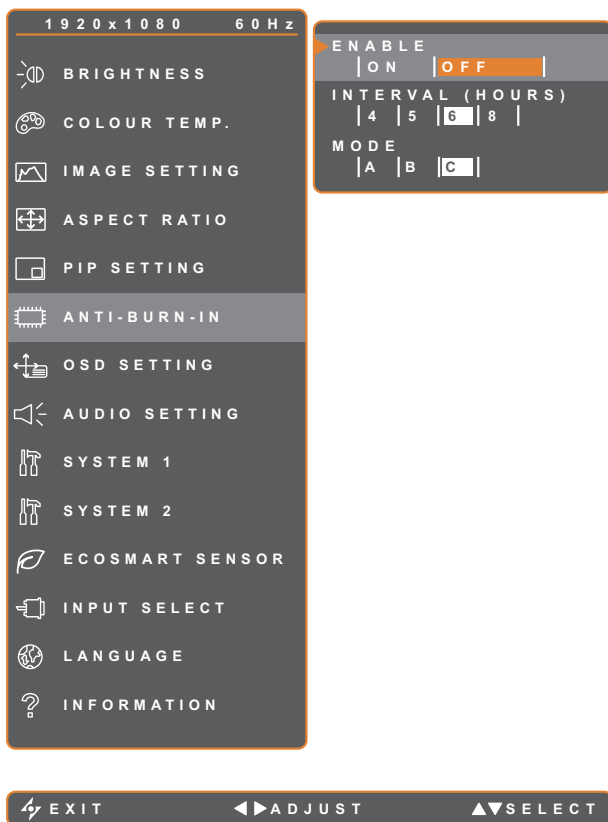 1920x1080 60Hz
BRIGHTNESS
COLOUR TEMP.
IMAGE SETTING
ASPECT RATIO
PIP SETTING
ANTI-BURN-IN
OSD SETTING
AUDIO SETTING
SYSTEM 1
SYSTEM 2
ECOSMART SENSOR
INPUT SELECT
LANGUAGE
INFORMATION
ENABLE
ON OFF
INTERVAL (HOURS)
4 5 6 8
MODE
A B C
EXIT ADJUST SELECT